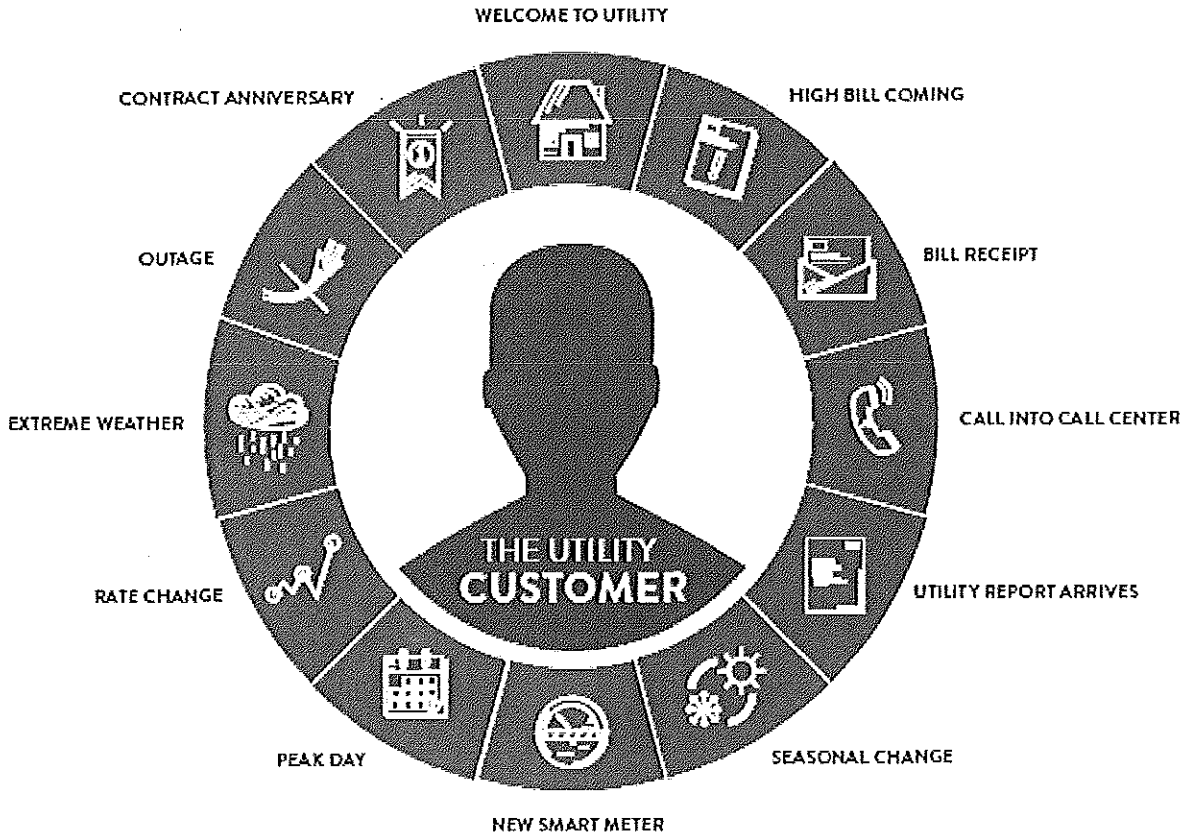 WELCOME TO UTILITY
HIGH BILL COMING
BILL RECEIPT
CALL INTO CALL CENTER
UTILITY REPORT ARRIVES
SEASONAL CHANGE
NEW SMART METER
PEAK DAY
RATE CHANGE
EXTREME WEATHER
OUTAGE
CONTRACT ANNIVERSARY
1
THE UTILITY
CUSTOMER